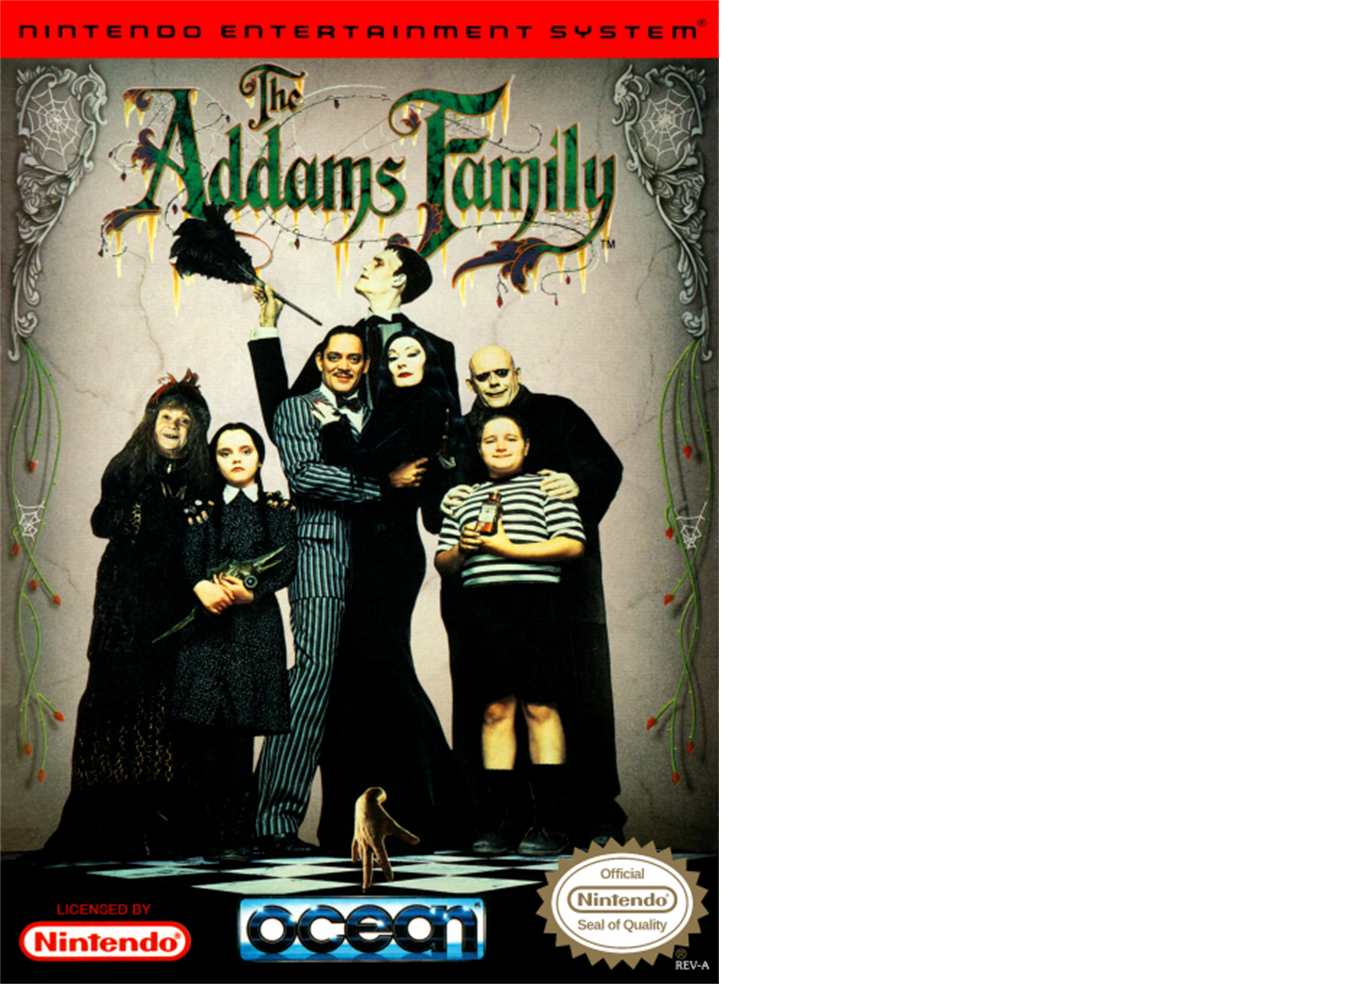 NINTENDO ENTERTAINMENT SYSTEM®
The
Addams Family
™
LICENSED BY
Nintendo®
ocean
Official
Nintendo®
Seal of Quality
®
REV-A